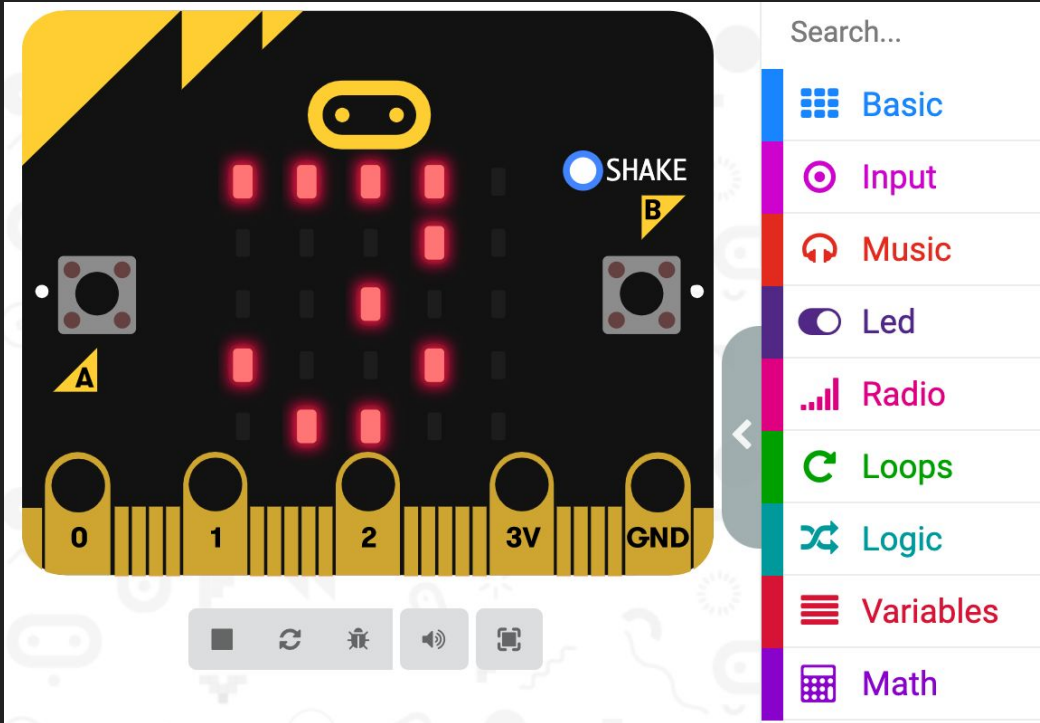 SHAKE
B
A
0 1 2 3V GND
Search...
Basic
Input
Music
Led
Radio
Loops
Logic
Variables
Math